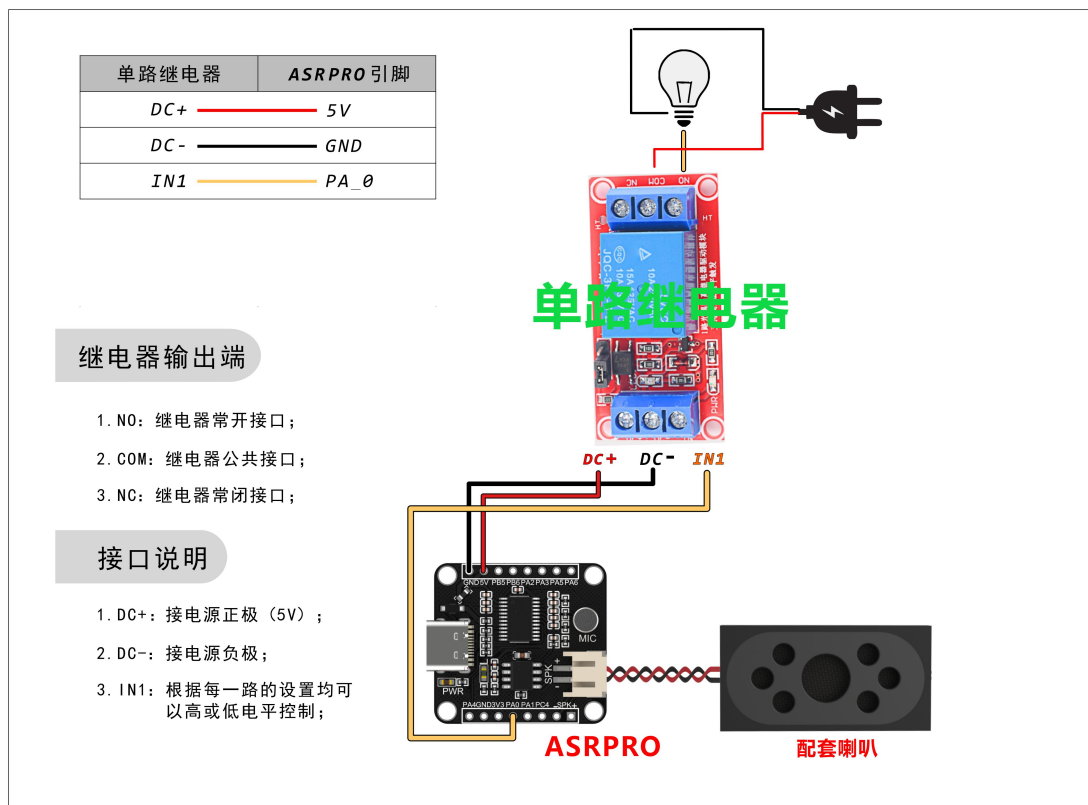 单路继电器 ASRPRO引脚
DC+ 5V
DC- GND
IN1 PA_0
NC COM NO
HT
单路继电器
PWR
继电器输出端
1.NO：继电器常开接口；
2.COM：继电器公共接口；
3.NC：继电器常闭接口；
DC+ DC- IN1
接口说明
1.DC+：接电源正极（5V）；
2.DC-：接电源负极；
3.IN1：根据每一路的设置均可
以高或低电平控制；
GND 5V PB5 PB6 PA2 PA3 PA5 PA6
MIC
SPK
+
-
PWR
PA4 GND 3V3 PA0 PA1 PC4 -SPK+
ASRPRO
配套喇叭